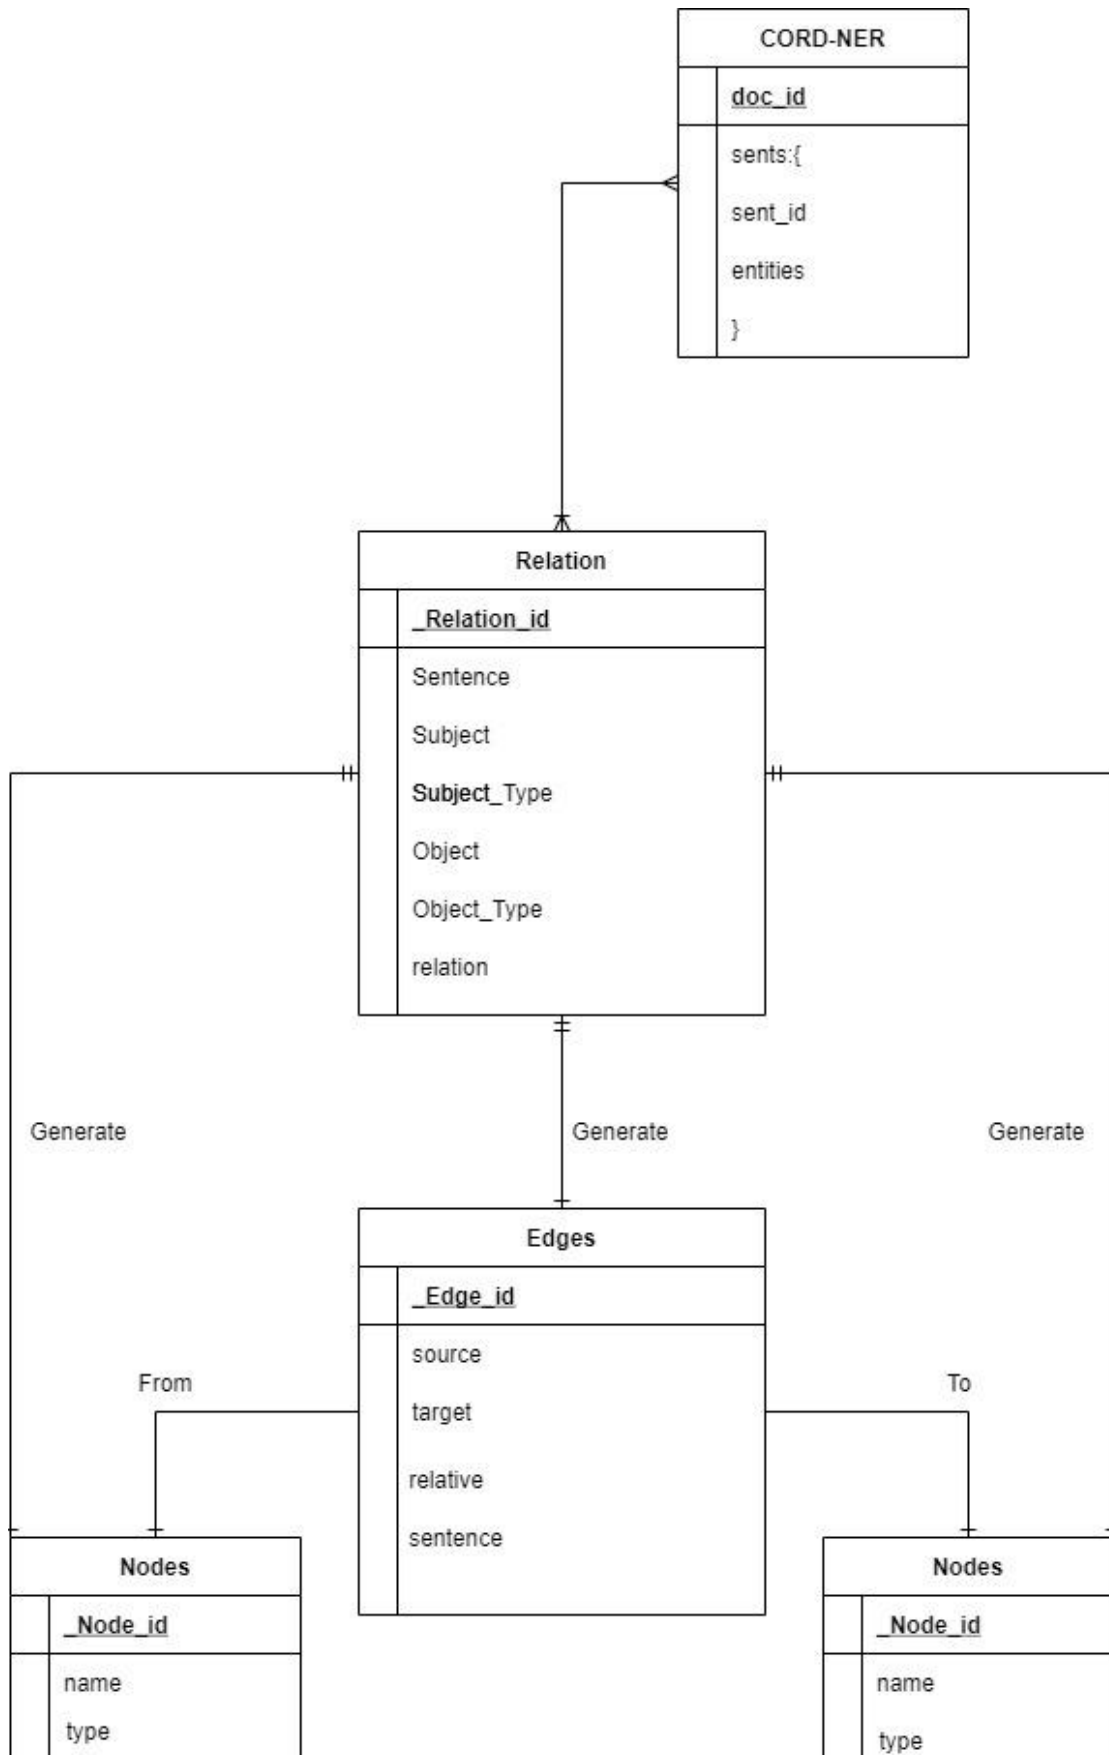 CORD-NER
doc_id
sents:{
sent_id
entities
}
Relation
_Relation_id
Sentence
Subject
Subject_Type
Object
Object_Type
relation
Generate
Generate
Generate
Edges
_Edge_id
source
target
relative
sentence
From
To
Nodes
_Node_id
name
type
Nodes
_Node_id
name
type